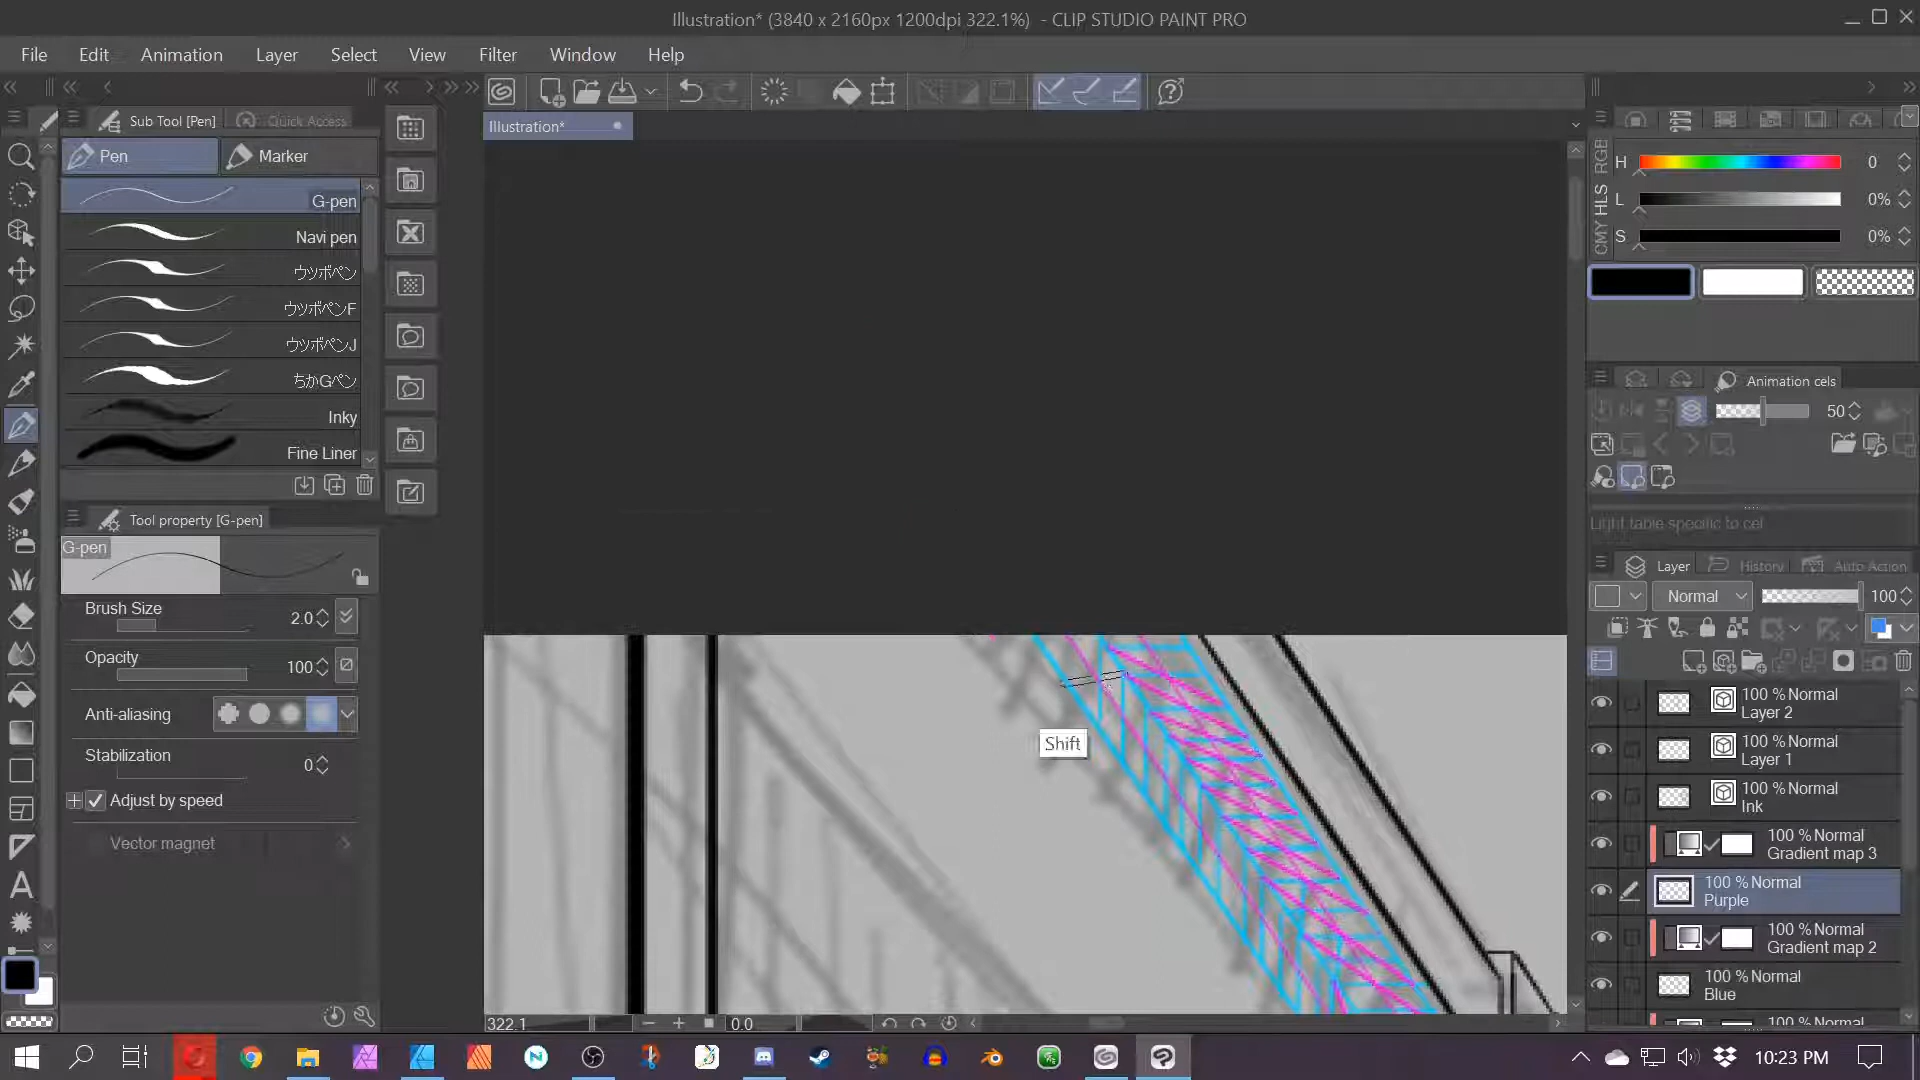 Illustration* (3840 x 2160px 1200dpi 322.1%) - CLIP STUDIO PAINT PRO
File Edit Animation Layer Select View Filter Window Help
Sub Tool [Pen] Quick Access
Illustration*
Pen Marker
G-pen
Navi pen
ウツボペン
ウツボペンF
ウツボペンJ
ちかGペン
Inky
Fine Liner
Tool property [G-pen]
G-pen
Brush Size 2.0
Opacity 100
Anti-aliasing
Stabilization 0
Adjust by speed
Vector magnet
Shift
322.1 0.0
RGB
HLS
CMY
H 0
L 0%
S 0%
Animation cels
50
Light table specific to cel
Layer History Auto Action
Normal 100
100 % Normal
Layer 2
100 % Normal
Layer 1
100 % Normal
Ink
100 % Normal
Gradient map 3
100 % Normal
Purple
100 % Normal
Gradient map 2
100 % Normal
Blue
100 % Normal
10:23 PM